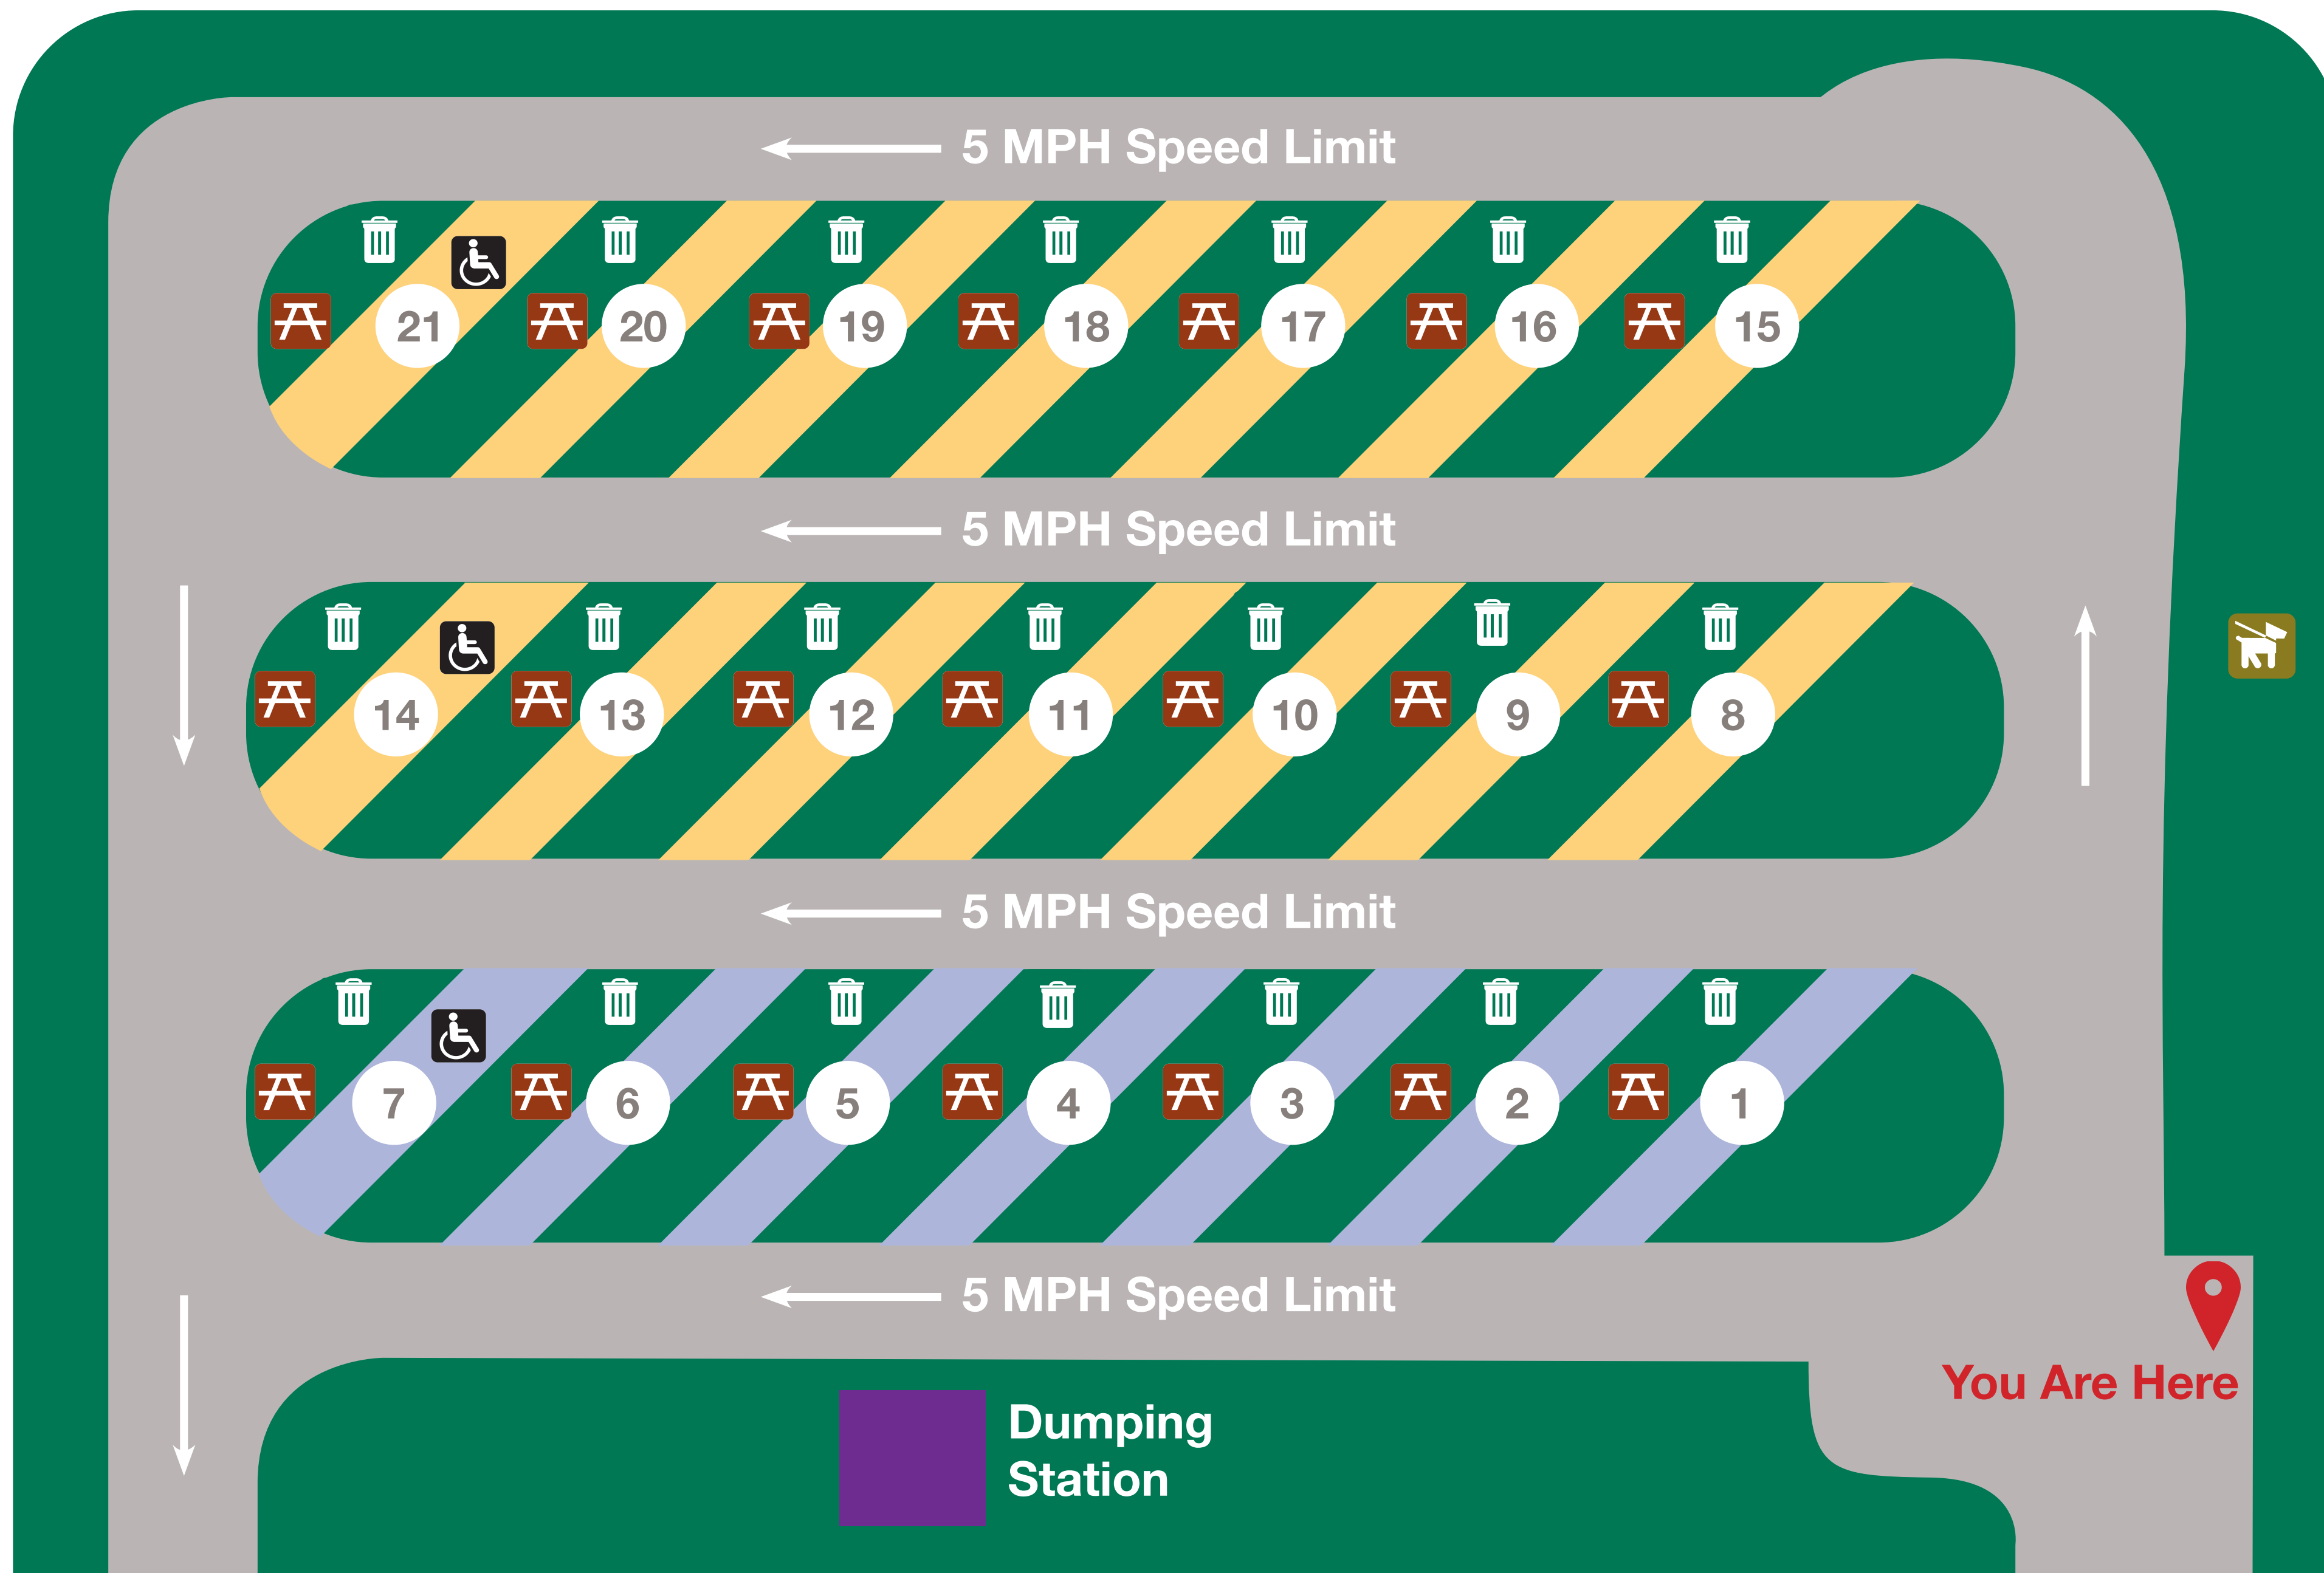 5 MPH Speed Limit
21 20 19 18 17 16 15
5 MPH Speed Limit
14 13 12 11 10 9 8
5 MPH Speed Limit
7 6 5 4 3 2 1
5 MPH Speed Limit
You Are Here
Dumping
Station